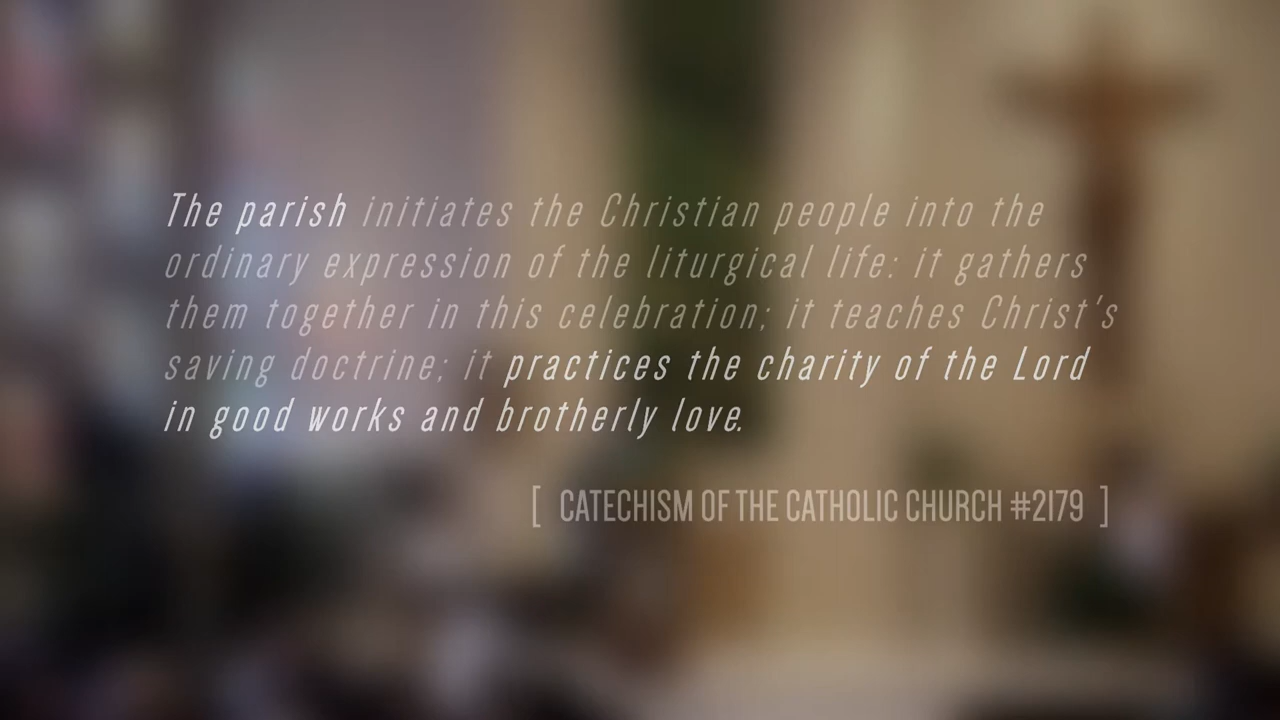 The parish initiates the Christian people into the
ordinary expression of the liturgical life: it gathers
them together in this celebration; it teaches Christ's
saving doctrine; it practices the charity of the Lord
in good works and brotherly love.
[ CATECHISM OF THE CATHOLIC CHURCH #2179 ]